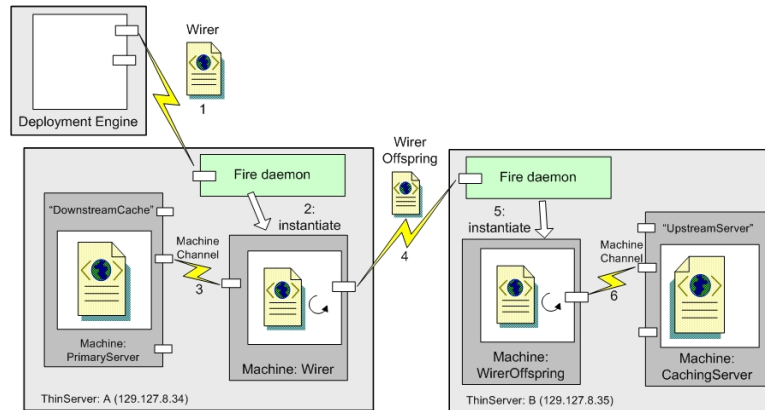 Wirer
1
Deployment Engine
Wirer
Offspring
Fire daemon
Fire daemon
"DownstreamCache"
2:
instantiate
4
5:
instantiate
"UpstreamServer"
Machine
Channel
3
Machine
Channel
6
Machine:
PrimaryServer
Machine: Wirer
Machine:
WirerOffspring
Machine:
CachingServer
ThinServer: A (129.127.8.34)
ThinServer: B (129.127.8.35)